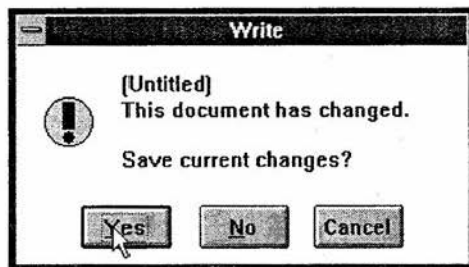 Write
(Untitled)
This document has changed.
Save current changes?
Yes No Cancel